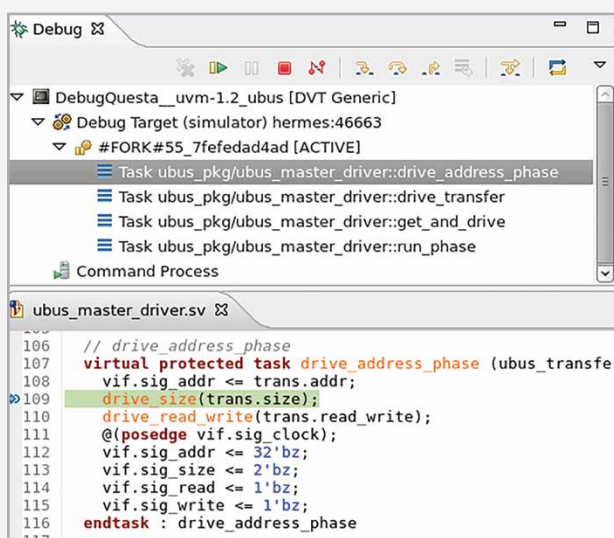 Debug
DebugQuesta__uvm-1.2_ubus [DVT Generic]
Debug Target (simulator) hermes:46663
#FORK#55_7fefedad4ad [ACTIVE]
Task ubus_pkg/ubus_master_driver::drive_address_phase
Task ubus_pkg/ubus_master_driver::drive_transfer
Task ubus_pkg/ubus_master_driver::get_and_drive
Task ubus_pkg/ubus_master_driver::run_phase
Command Process
ubus_master_driver.sv
106 // drive_address_phase
107 virtual protected task drive_address_phase (ubus_transfe
108 vif.sig_addr <= trans.addr;
109 drive_size(trans.size);
110 drive_read_write(trans.read_write);
111 @(posedge vif.sig_clock);
112 vif.sig_addr <= 32'bz;
113 vif.sig_size <= 2'bz;
114 vif.sig_read <= 1'bz;
115 vif.sig_write <= 1'bz;
116 endtask : drive_address_phase